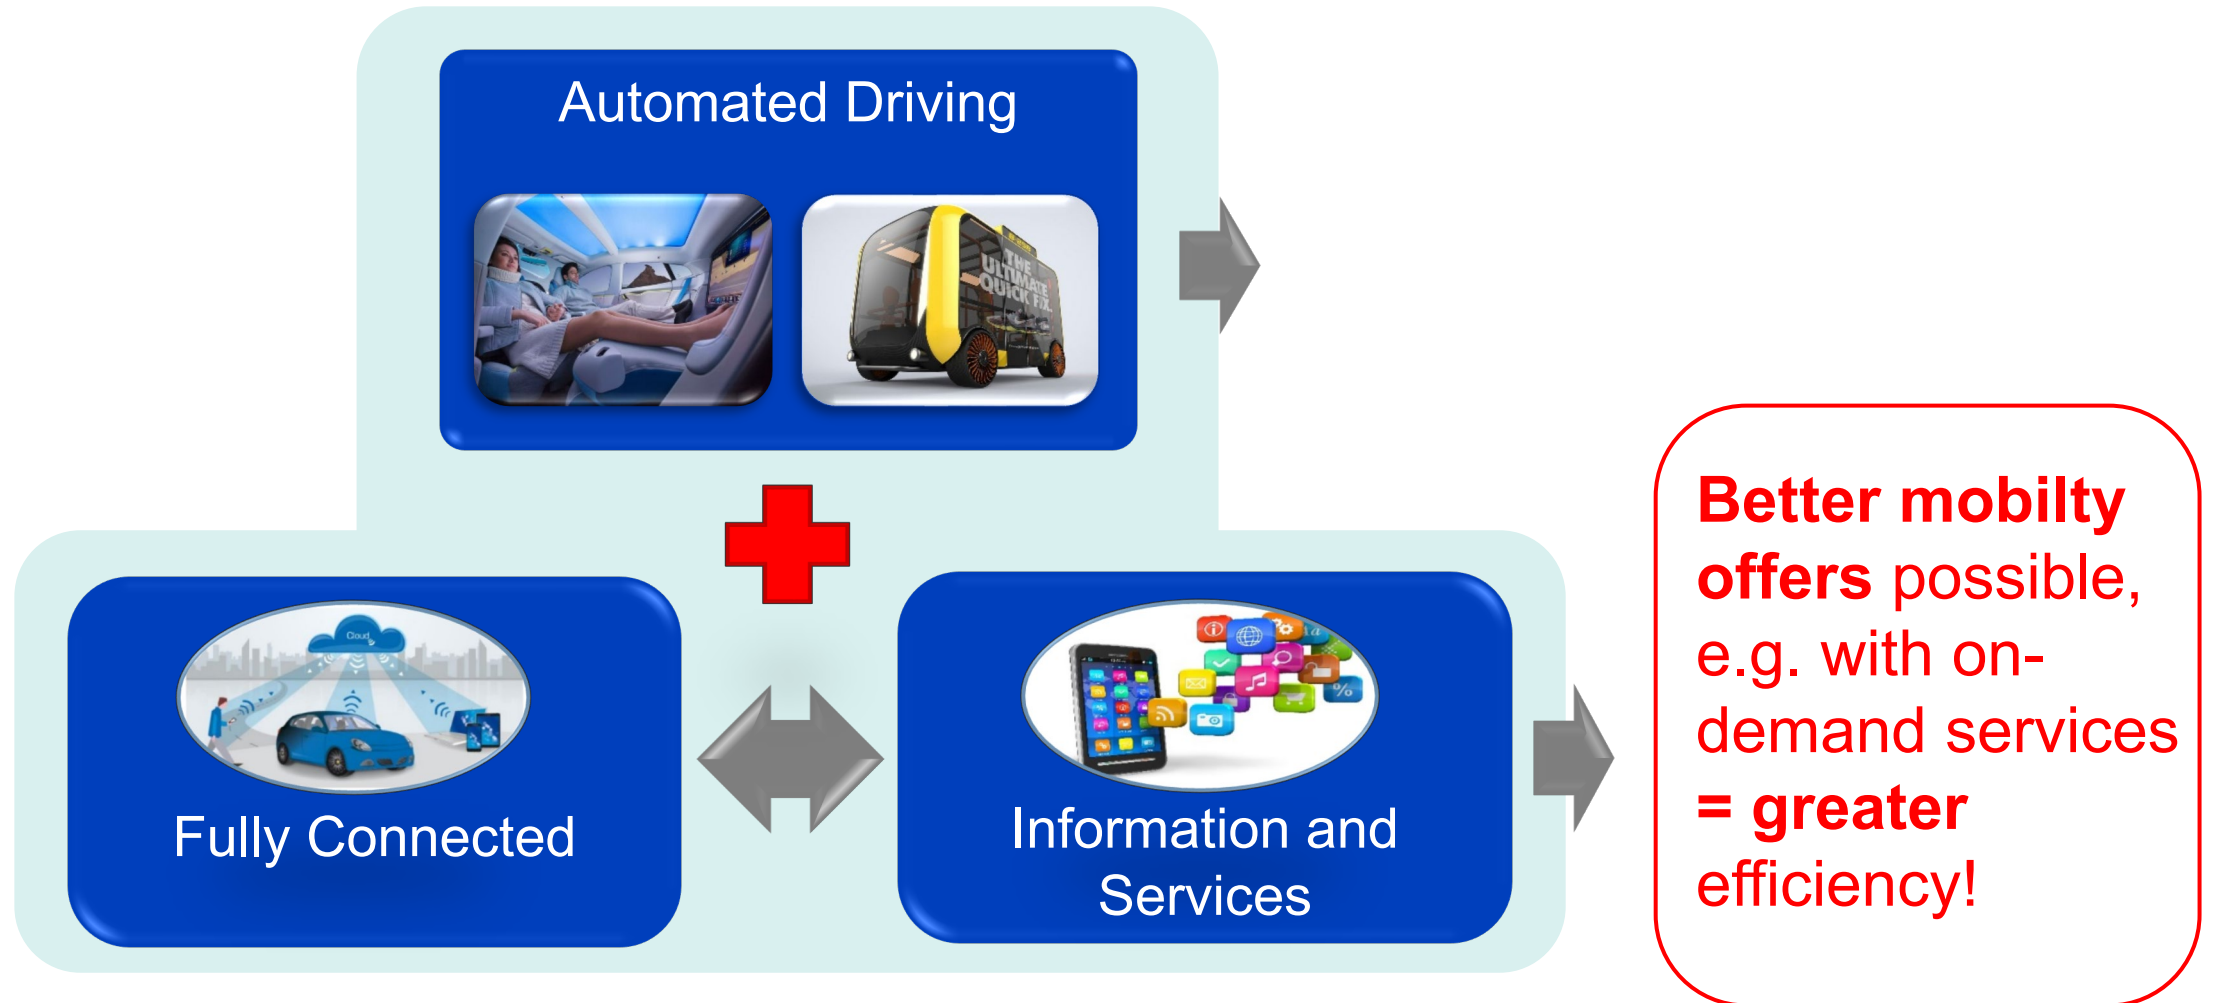 Automated Driving
THE
ULTIMATE
QUICK FIX.
Cloud
Fully Connected
Information and
Services
Better mobilty
offers possible,
e.g. with on-
demand services
= greater
efficiency!